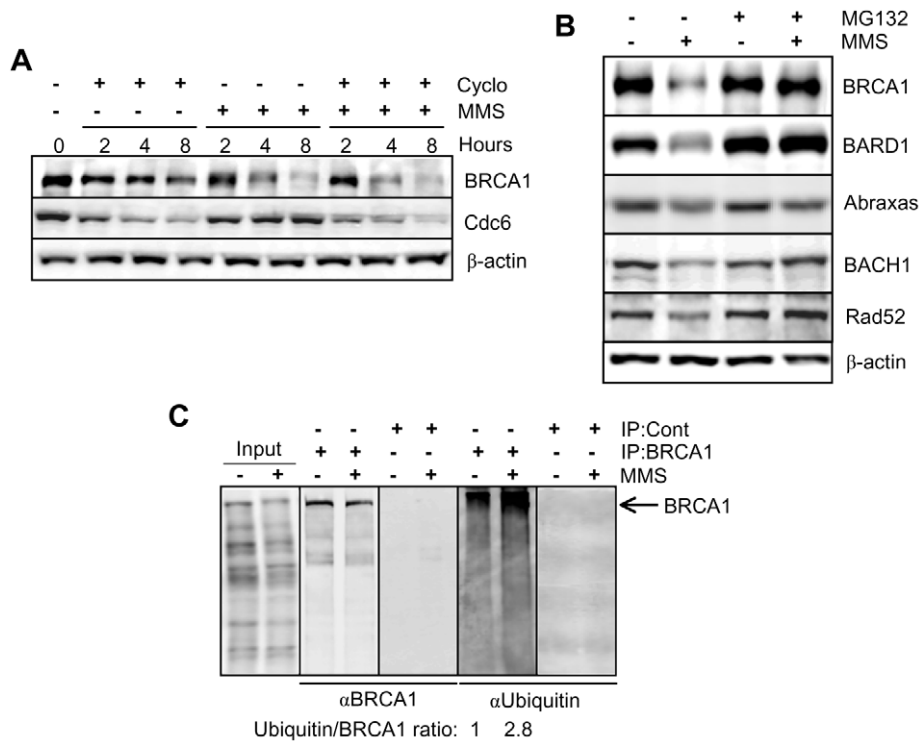 A
- + + + - - - + + + Cyclo
- - - - + + + + + + MMS
0 2 4 8 2 4 8 2 4 8 Hours
BRCA1
Cdc6
β-actin
B
- - + + MG132
- + - + MMS
BRCA1
BARD1
Abraxas
BACH1
Rad52
β-actin
C
- - + + - - + + IP:Cont
Input + + - - + + - - IP:BRCA1
- + - + - + - + - + MMS
BRCA1
αBRCA1 αUbiquitin
Ubiquitin/BRCA1 ratio: 1 2.8